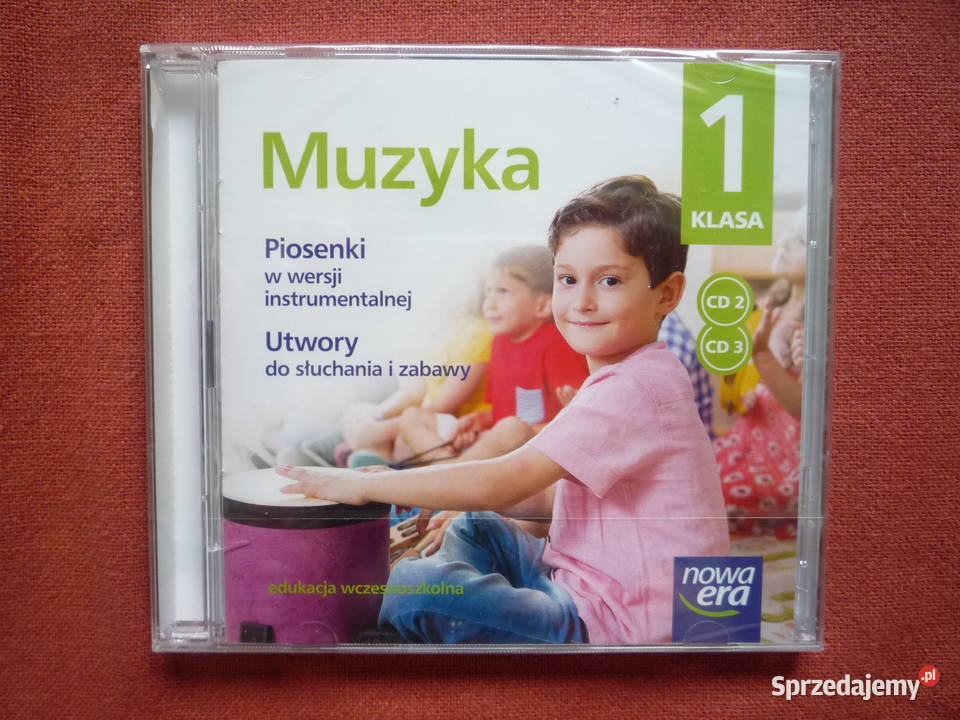 Muzyka
1
KLASA
Piosenki
w wersji
instrumentalnej
CD 2
CD 3
Utwory
do słuchania i zabawy
edukacja wczesnoszkolna
nowa
era
Sprzedajemy.pl